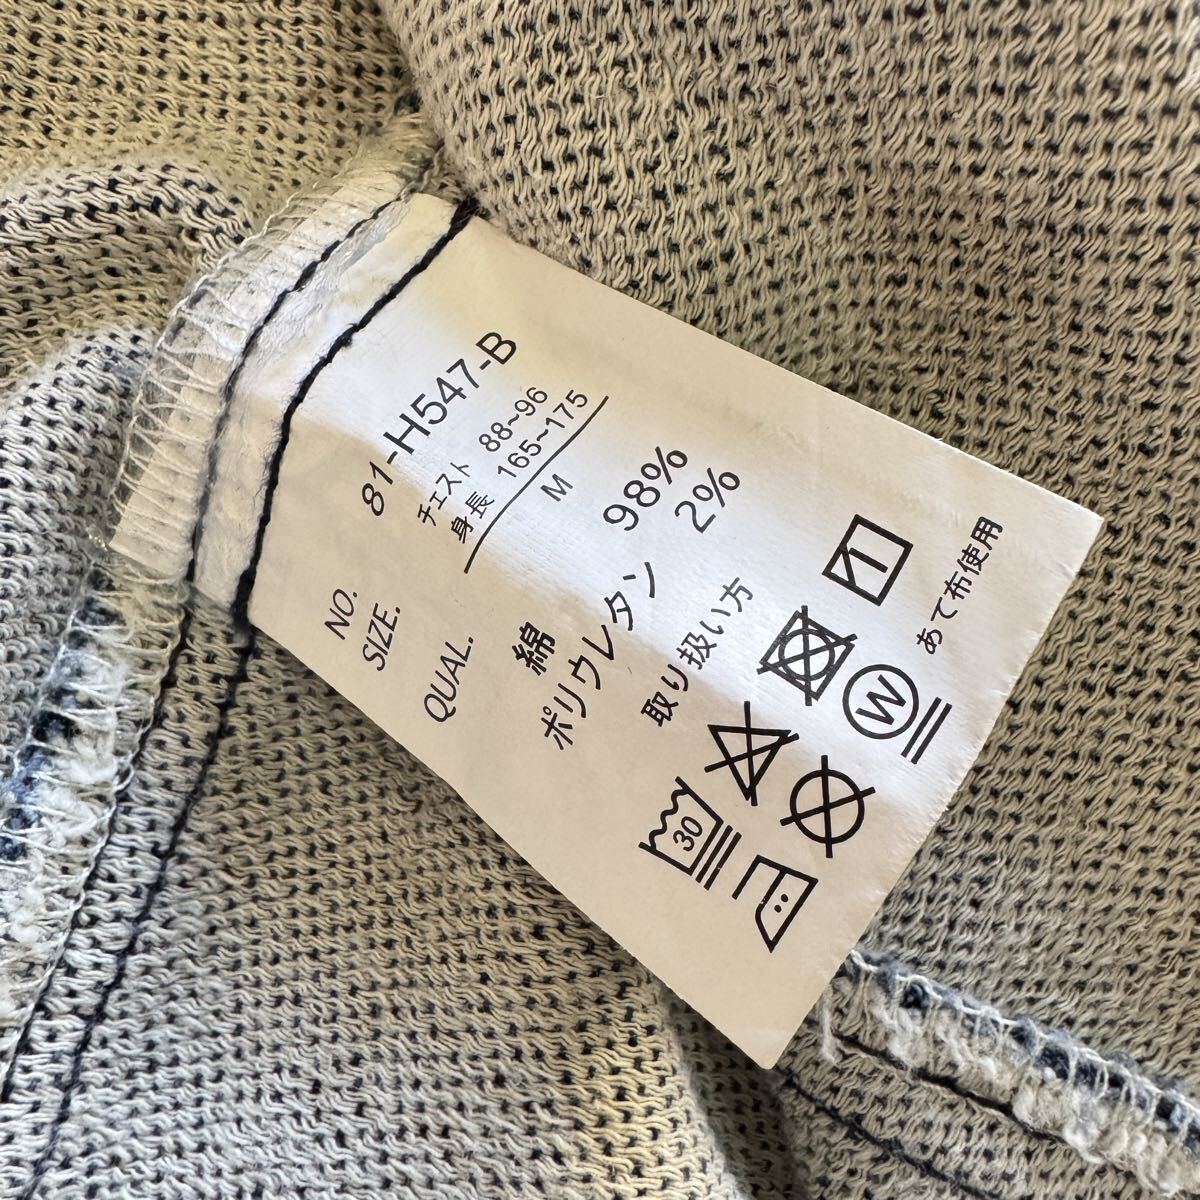 NO. 81-H547-B
SIZE. チェスト 88~96
身長 165~175
M
QUAL.
綿 98%
ポリウレタン 2%
取り扱い方
30
W
あて布使用